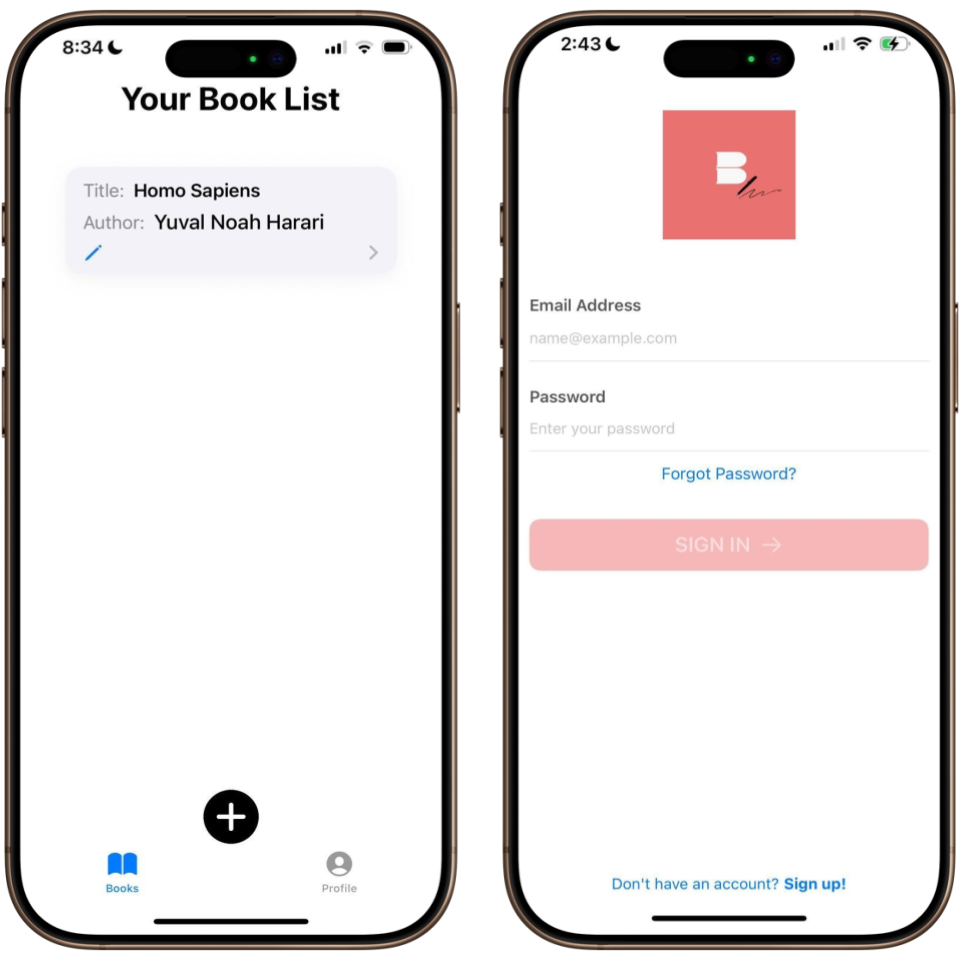 8:34
Your Book List
Title: Homo Sapiens
Author: Yuval Noah Harari
Books
Profile
2:43
B
Email Address
name@example.com
Password
Enter your password
Forgot Password?
SIGN IN →
Don't have an account? Sign up!